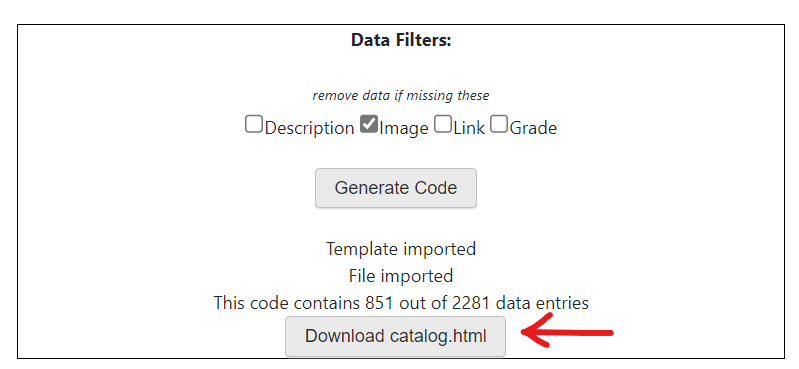 Data Filters:
remove data if missing these
Description Image Link Grade
Generate Code
Template imported
File imported
This code contains 851 out of 2281 data entries
Download catalog.html